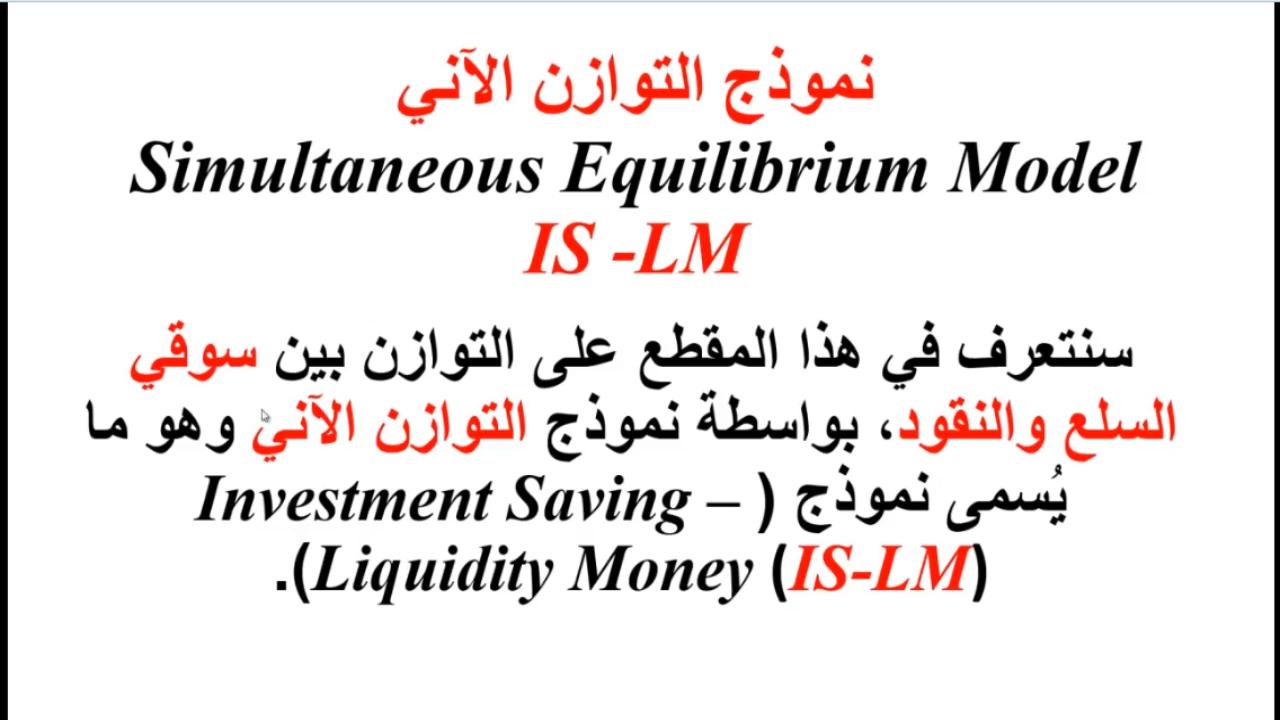 نموذج التوازن الآني
Simultaneous Equilibrium Model
IS -LM
سنتعرف في هذا المقطع على التوازن بين سوقي
السلع والنقود، بواسطة نموذج التوازن الآني وهو ما
يُسمى نموذج ( Investment Saving –
Liquidity Money (IS-LM)).